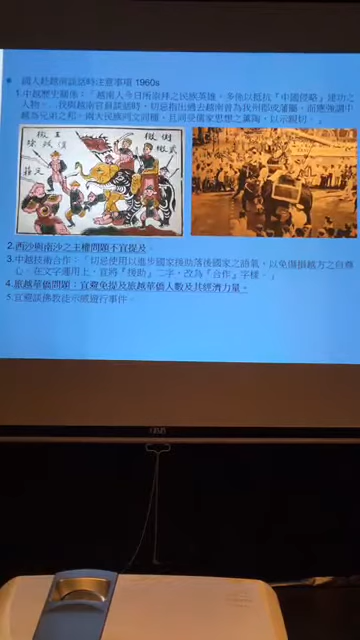 國人赴越南談話時注意事項 1960s
1.中越歷史關係：「越南人今日所崇拜之民族英雄，多係以抵抗『中國侵略』建功之
人物。…我與越南官員談話時，切忌指出過去越南曾為我州郡或藩屬，而應強調中
越為兄弟之邦，兩大民族同文同種，且同受儒家思想之薰陶，以示親切。」
2.西沙與南沙之主權問題不宜提及。
3.中越技術合作：「切忌使用以進步國家援助落後國家之語氣，以免傷損越方之自尊
心。在文字運用上，宜將『援助』二字，改為『合作』字樣。」
4.旅越華僑問題：宜避免提及旅越華僑人數及其經濟力量。
5.宜避談佛教徒示威遊行事件。